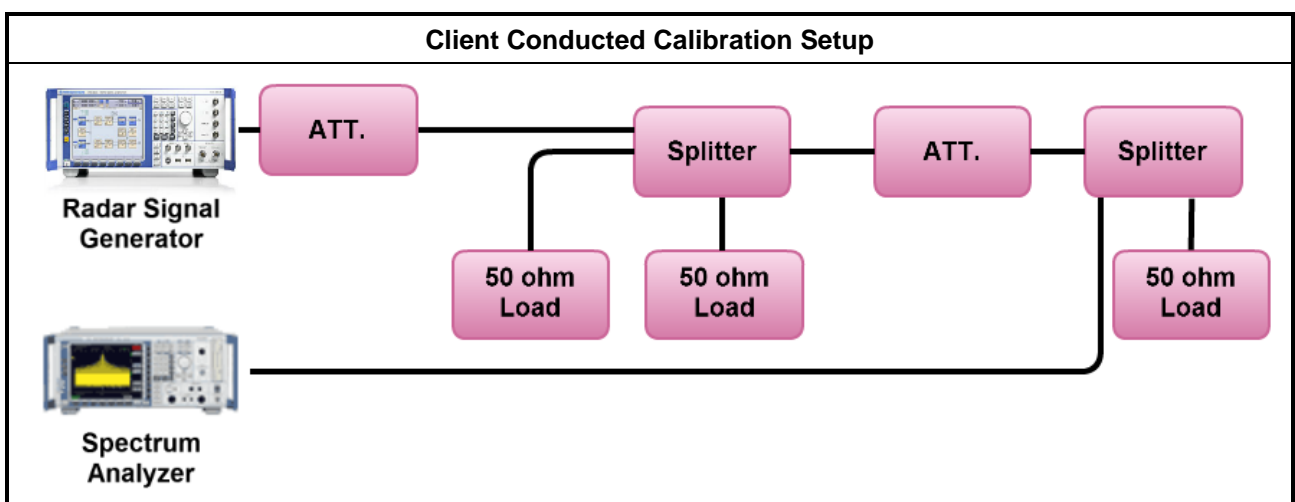 Client Conducted Calibration Setup
ATT.
Splitter
ATT.
Splitter
Radar Signal
Generator
50 ohm
Load
50 ohm
Load
50 ohm
Load
Spectrum
Analyzer